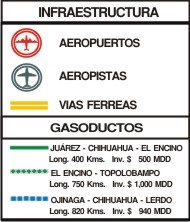 INFRAESTRUCTURA
AEROPUERTOS
AEROPISTAS
VIAS FERREAS
GASODUCTOS
JUÁREZ - CHIHUAHUA - EL ENCINO
Long. 400 Kms. Inv. $ 500 MDD
EL ENCINO - TOPOLOBAMPO
Long. 750 Kms. Inv. $ 1,000 MDD
OJINAGA - CHIHUAHUA - LERDO
Long. 820 Kms. Inv. $ 940 MDD